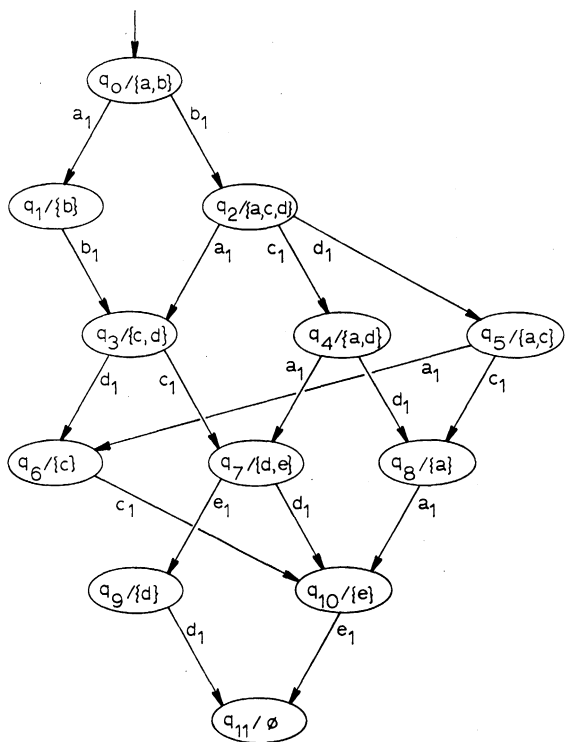 q₀/{a,b}
a₁ b₁
q₁/{b} q₂/{a,c,d}
b₁ a₁ c₁ d₁
q₃/{c,d} q₄/{a,d} q₅/{a,c}
d₁ c₁ a₁ d₁ a₁ c₁
q₆/{c} q₇/{d,e} q₈/{a}
c₁ e₁ d₁ a₁
q₉/{d} q₁₀/{e}
d₁ e₁
q₁₁/ø